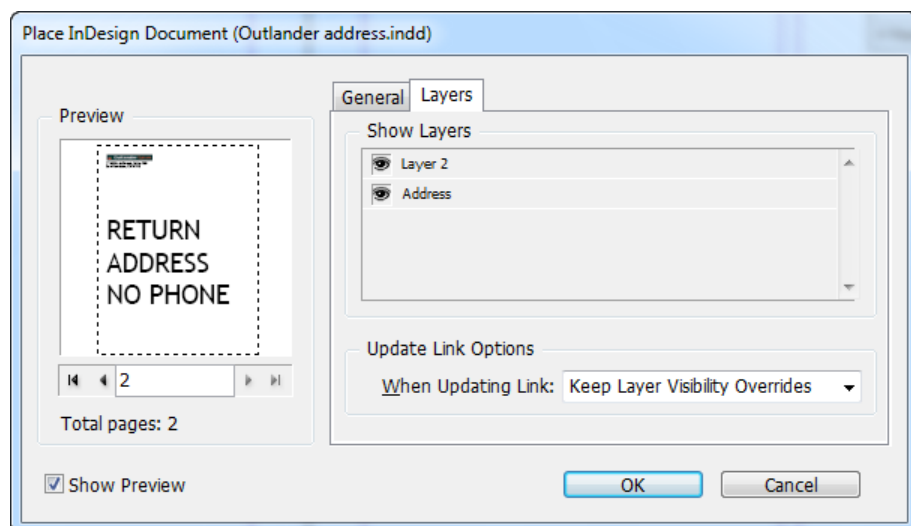 Place InDesign Document (Outlander address.indd)
General
Layers
Preview
Show Layers
Layer 2
Address
RETURN
ADDRESS
NO PHONE
2
Total pages: 2
Update Link Options
When Updating Link: Keep Layer Visibility Overrides
Show Preview
OK
Cancel